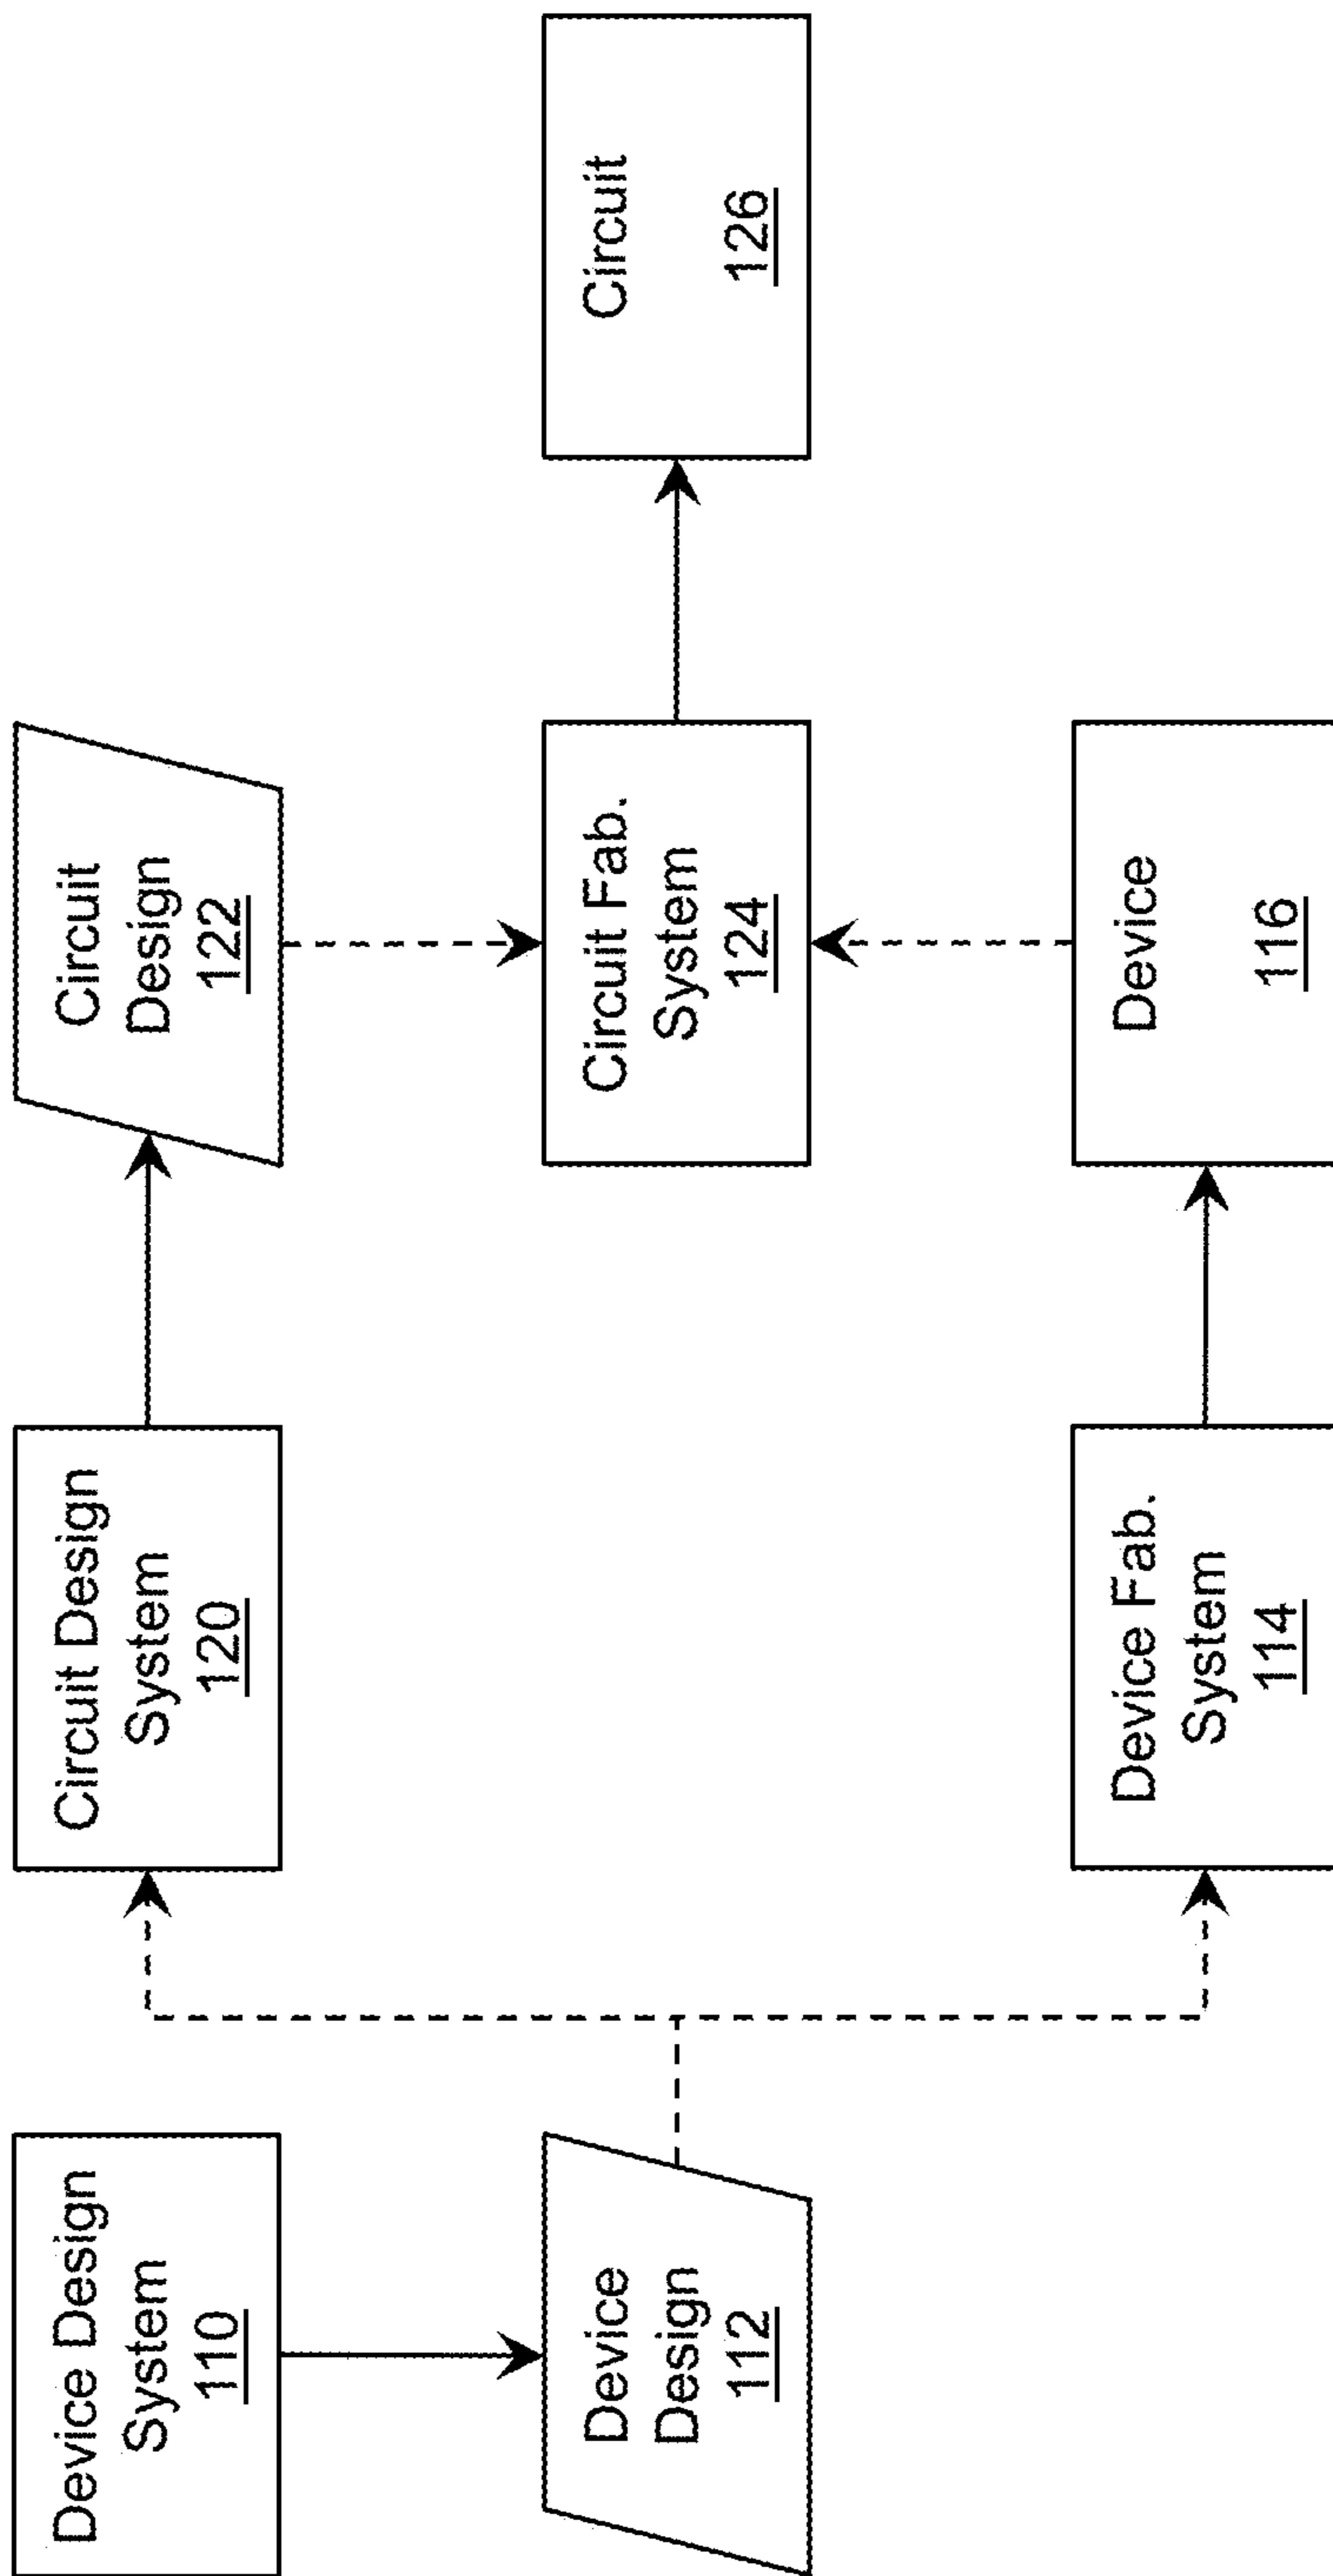 Device Design
System
110
Device
Design
112
Circuit Design
System
120
Device Fab.
System
114
Circuit
Design
122
Circuit Fab.
System
124
Device
116
Circuit
126